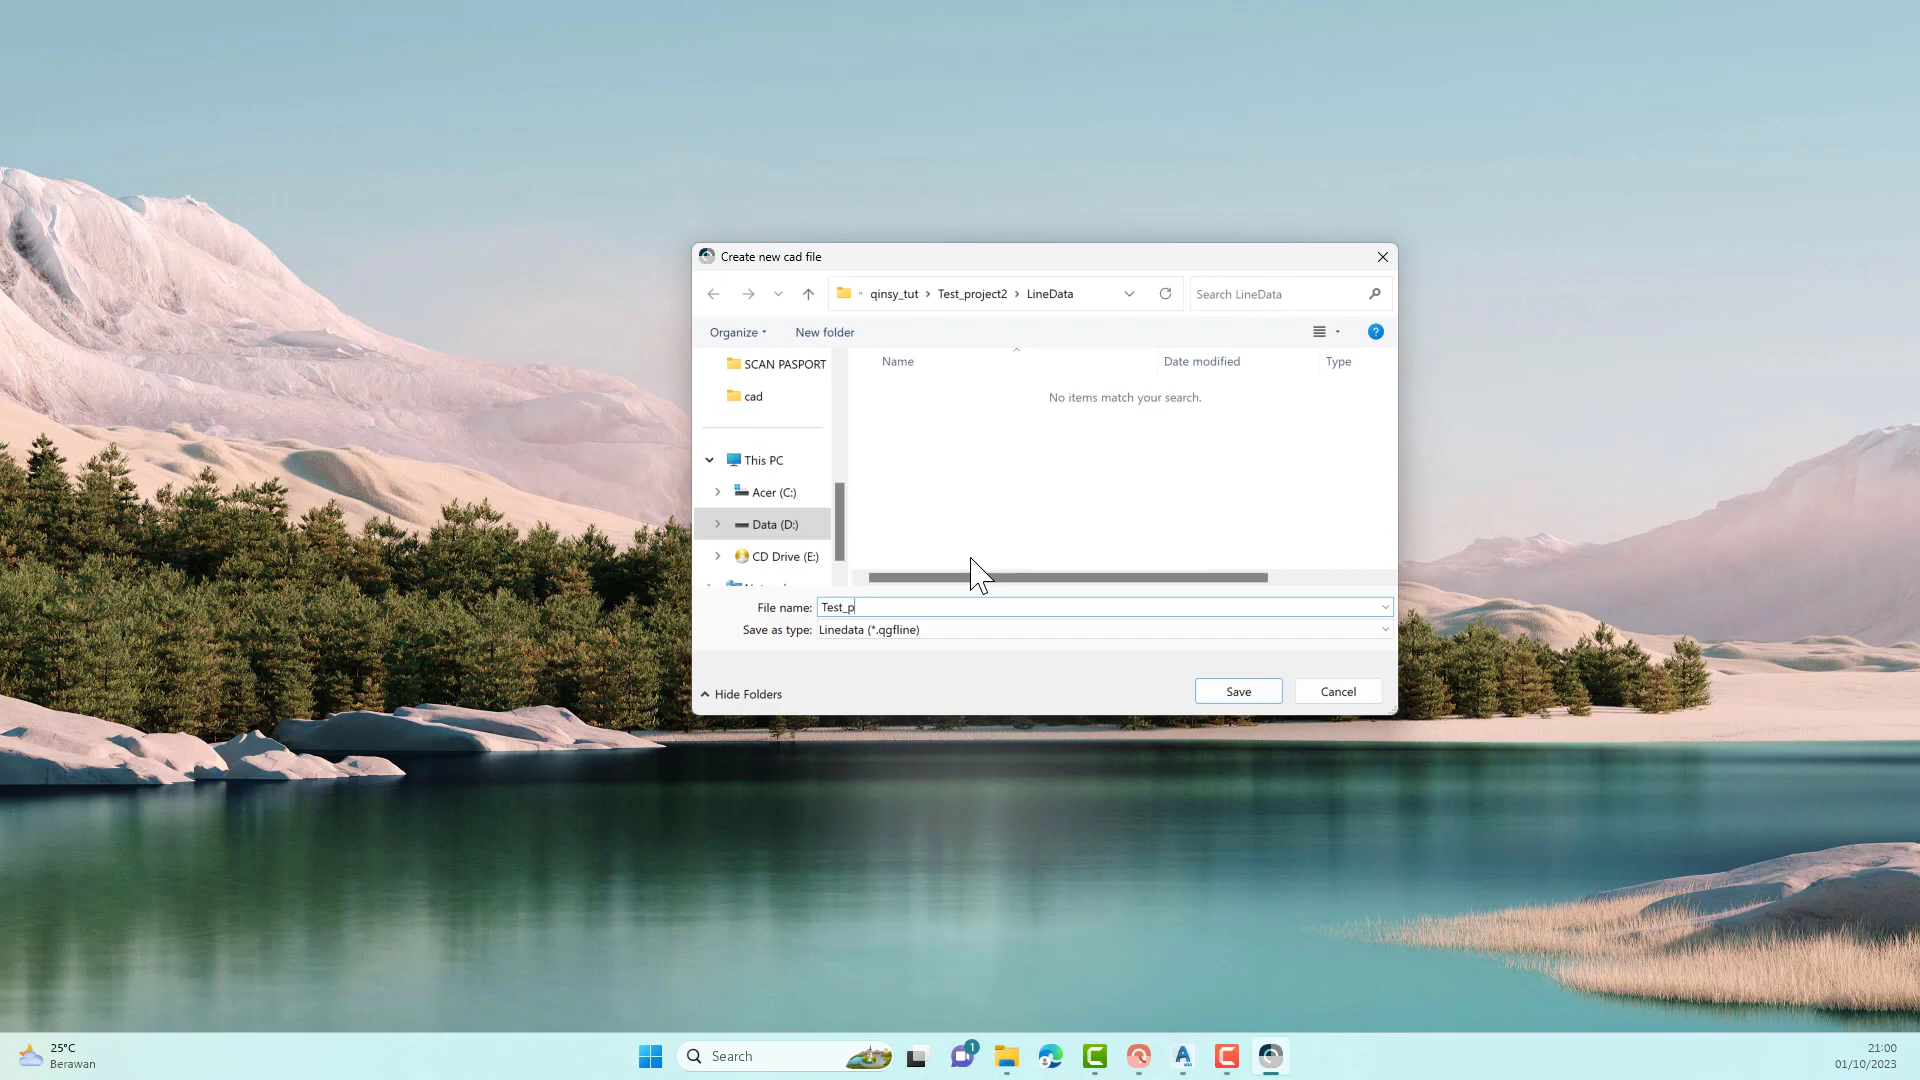 Create new cad file
qinsy_tut › Test_project2 › LineData
Search LineData
Organize
New folder
Name
Date modified
Type
SCAN PASPORT
No items match your search.
cad
This PC
Acer (C:)
Data (D:)
CD Drive (E:)
File name: Test_p
Save as type: Linedata (*.qgfline)
Hide Folders
Save
Cancel
25°C
Berawan
Search
1
21:00
01/10/2023